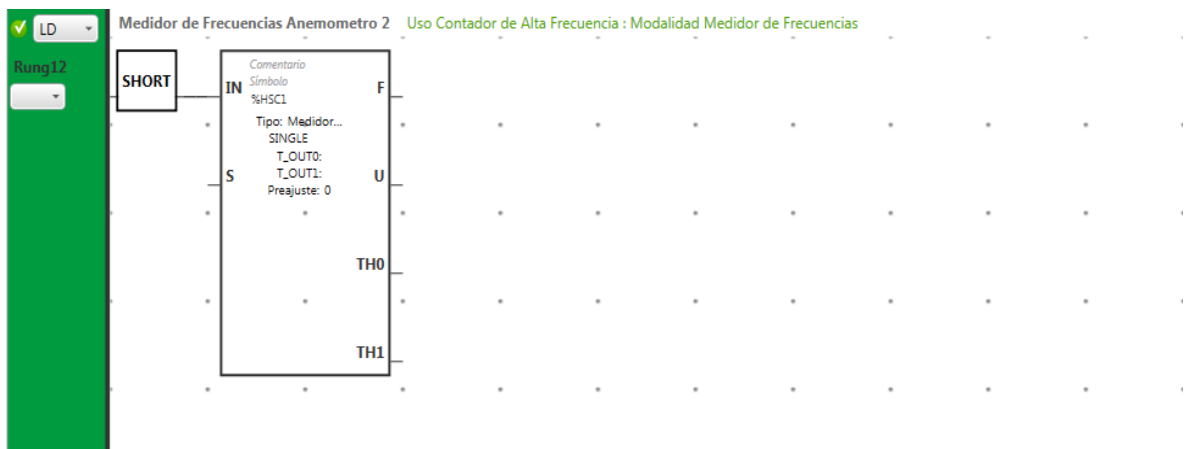 LD
Medidor de Frecuencias Anemometro 2 Uso Contador de Alta Frecuencia : Modalidad Medidor de Frecuencias
Rung12
SHORT
Comentario
IN Símbolo F
%HSC1
Tipo: Medidor...
SINGLE
T_OUT0:
S T_OUT1: U
Preajuste: 0
TH0
TH1